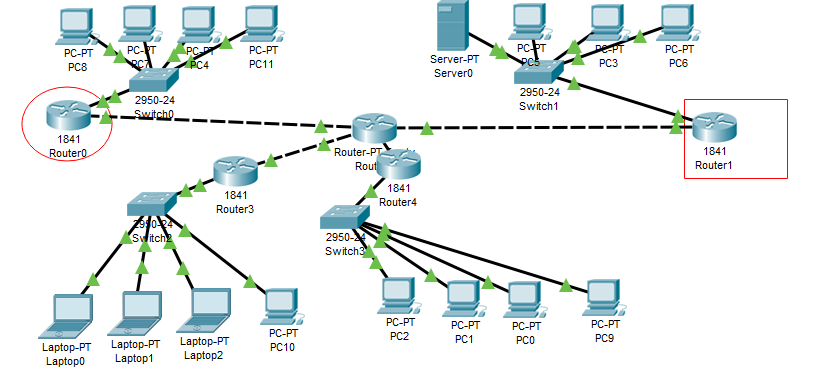 PC-PT
PC8
PC-PT
PC7
PC-PT
PC4
PC-PT
PC11
2950-24
Switch0
1841
Router0
Server-PT
Server0
PC-PT
PC5
PC-PT
PC3
PC-PT
PC6
2950-24
Switch1
1841
Router1
Router-PT
1841
Router4
1841
Router3
2950-24
Switch2
2950-24
Switch3
Laptop-PT
Laptop0
Laptop-PT
Laptop1
Laptop-PT
Laptop2
PC-PT
PC10
PC-PT
PC2
PC-PT
PC1
PC-PT
PC0
PC-PT
PC9